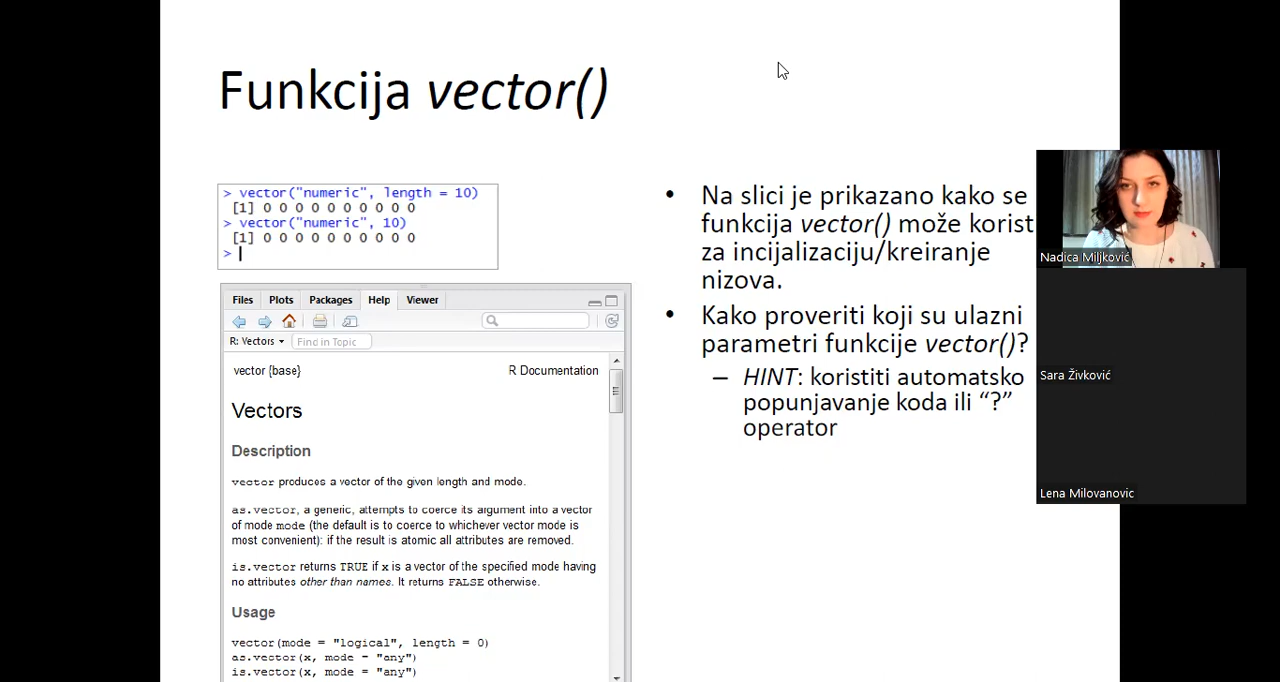 Funkcija vector()
> vector("numeric", length = 10)
[1] 0 0 0 0 0 0 0 0 0 0
> vector("numeric", 10)
[1] 0 0 0 0 0 0 0 0 0 0
>
Files Plots Packages Help Viewer
R: Vectors Find in Topic
vector {base} R Documentation
Vectors
Description
vector produces a vector of the given length and mode.
as.vector, a generic, attempts to coerce its argument into a vector
of mode mode (the default is to coerce to whichever vector mode is
most convenient): if the result is atomic all attributes are removed.
is.vector returns TRUE if x is a vector of the specified mode having
no attributes other than names. It returns FALSE otherwise.
Usage
vector(mode = "logical", length = 0)
as.vector(x, mode = "any")
is.vector(x, mode = "any")
• Na slici je prikazano kako se
funkcija vector() može korist
za incijalizaciju/kreiranje
nizova.
• Kako proveriti koji su ulazni
parametri funkcije vector()?
– HINT: koristiti automatsko
popunjavanje koda ili “?”
operator
Nadica Miljković
Sara Živković
Lena Milovanovic